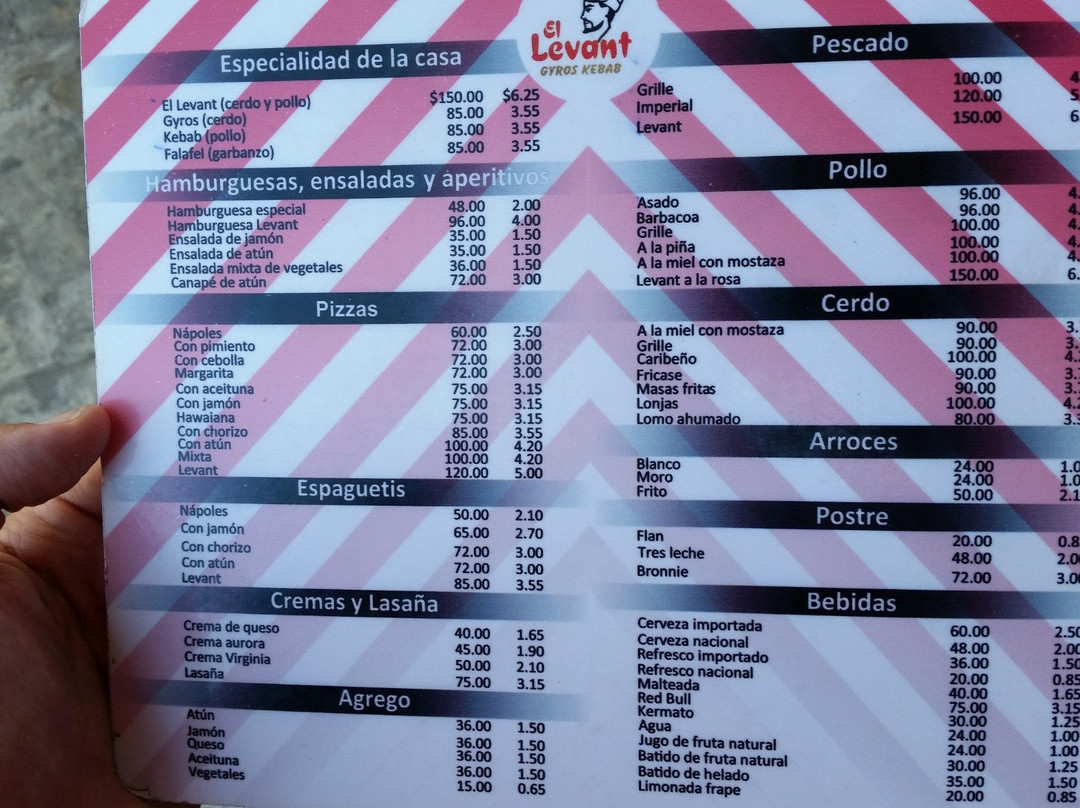 El
Levant
GYROS KEBAB
Especialidad de la casa
El Levant (cerdo y pollo) $150.00 $6.25
Gyros (cerdo) 85.00 3.55
Kebab (pollo) 85.00 3.55
Falafel (garbanzo) 85.00 3.55
Hamburguesas, ensaladas y aperitivos
Hamburguesa especial 48.00 2.00
Hamburguesa Levant 96.00 4.00
Ensalada de jamón 35.00 1.50
Ensalada de atún 35.00 1.50
Ensalada mixta de vegetales 36.00 1.50
Canapé de atún 72.00 3.00
Pizzas
Nápoles 60.00 2.50
Con pimiento 72.00 3.00
Con cebolla 72.00 3.00
Margarita 72.00 3.00
Con aceituna 75.00 3.15
Con jamón 75.00 3.15
Hawaiana 75.00 3.15
Con chorizo 85.00 3.55
Con atún 100.00 4.20
Mixta 100.00 4.20
Levant 120.00 5.00
Espaguetis
Nápoles 50.00 2.10
Con jamón 65.00 2.70
Con chorizo 72.00 3.00
Con atún 72.00 3.00
Levant 85.00 3.55
Cremas y Lasaña
Crema de queso 40.00 1.65
Crema aurora 45.00 1.90
Crema Virginia 50.00 2.10
Lasaña 75.00 3.15
Agrego
Atún 36.00 1.50
Jamón 36.00 1.50
Queso 36.00 1.50
Aceituna 36.00 1.50
Vegetales 15.00 0.65
Pescado
Grille 100.00
Imperial 120.00
Levant 150.00
Pollo
Asado 96.00
Barbacoa 96.00
Grille 100.00
A la piña 100.00
A la miel con mostaza 100.00
Levant a la rosa 150.00
Cerdo
A la miel con mostaza 90.00
Grille 90.00
Caribeño 100.00
Fricase 90.00
Masas fritas 90.00
Lonjas 100.00
Lomo ahumado 80.00
Arroces
Blanco 24.00
Moro 24.00
Frito 50.00
Postre
Flan 20.00
Tres leche 48.00
Bronnie 72.00
Bebidas
Cerveza importada 60.00 2.50
Cerveza nacional 48.00 2.00
Refresco importado 36.00 1.50
Refresco nacional 20.00 0.85
Malteada 40.00 1.65
Red Bull 75.00 3.15
Kermato 30.00 1.25
Agua 24.00 1.00
Jugo de fruta natural 24.00 1.00
Batido de fruta natural 30.00 1.25
Batido de helado 35.00 1.50
Limonada frape 20.00 0.85